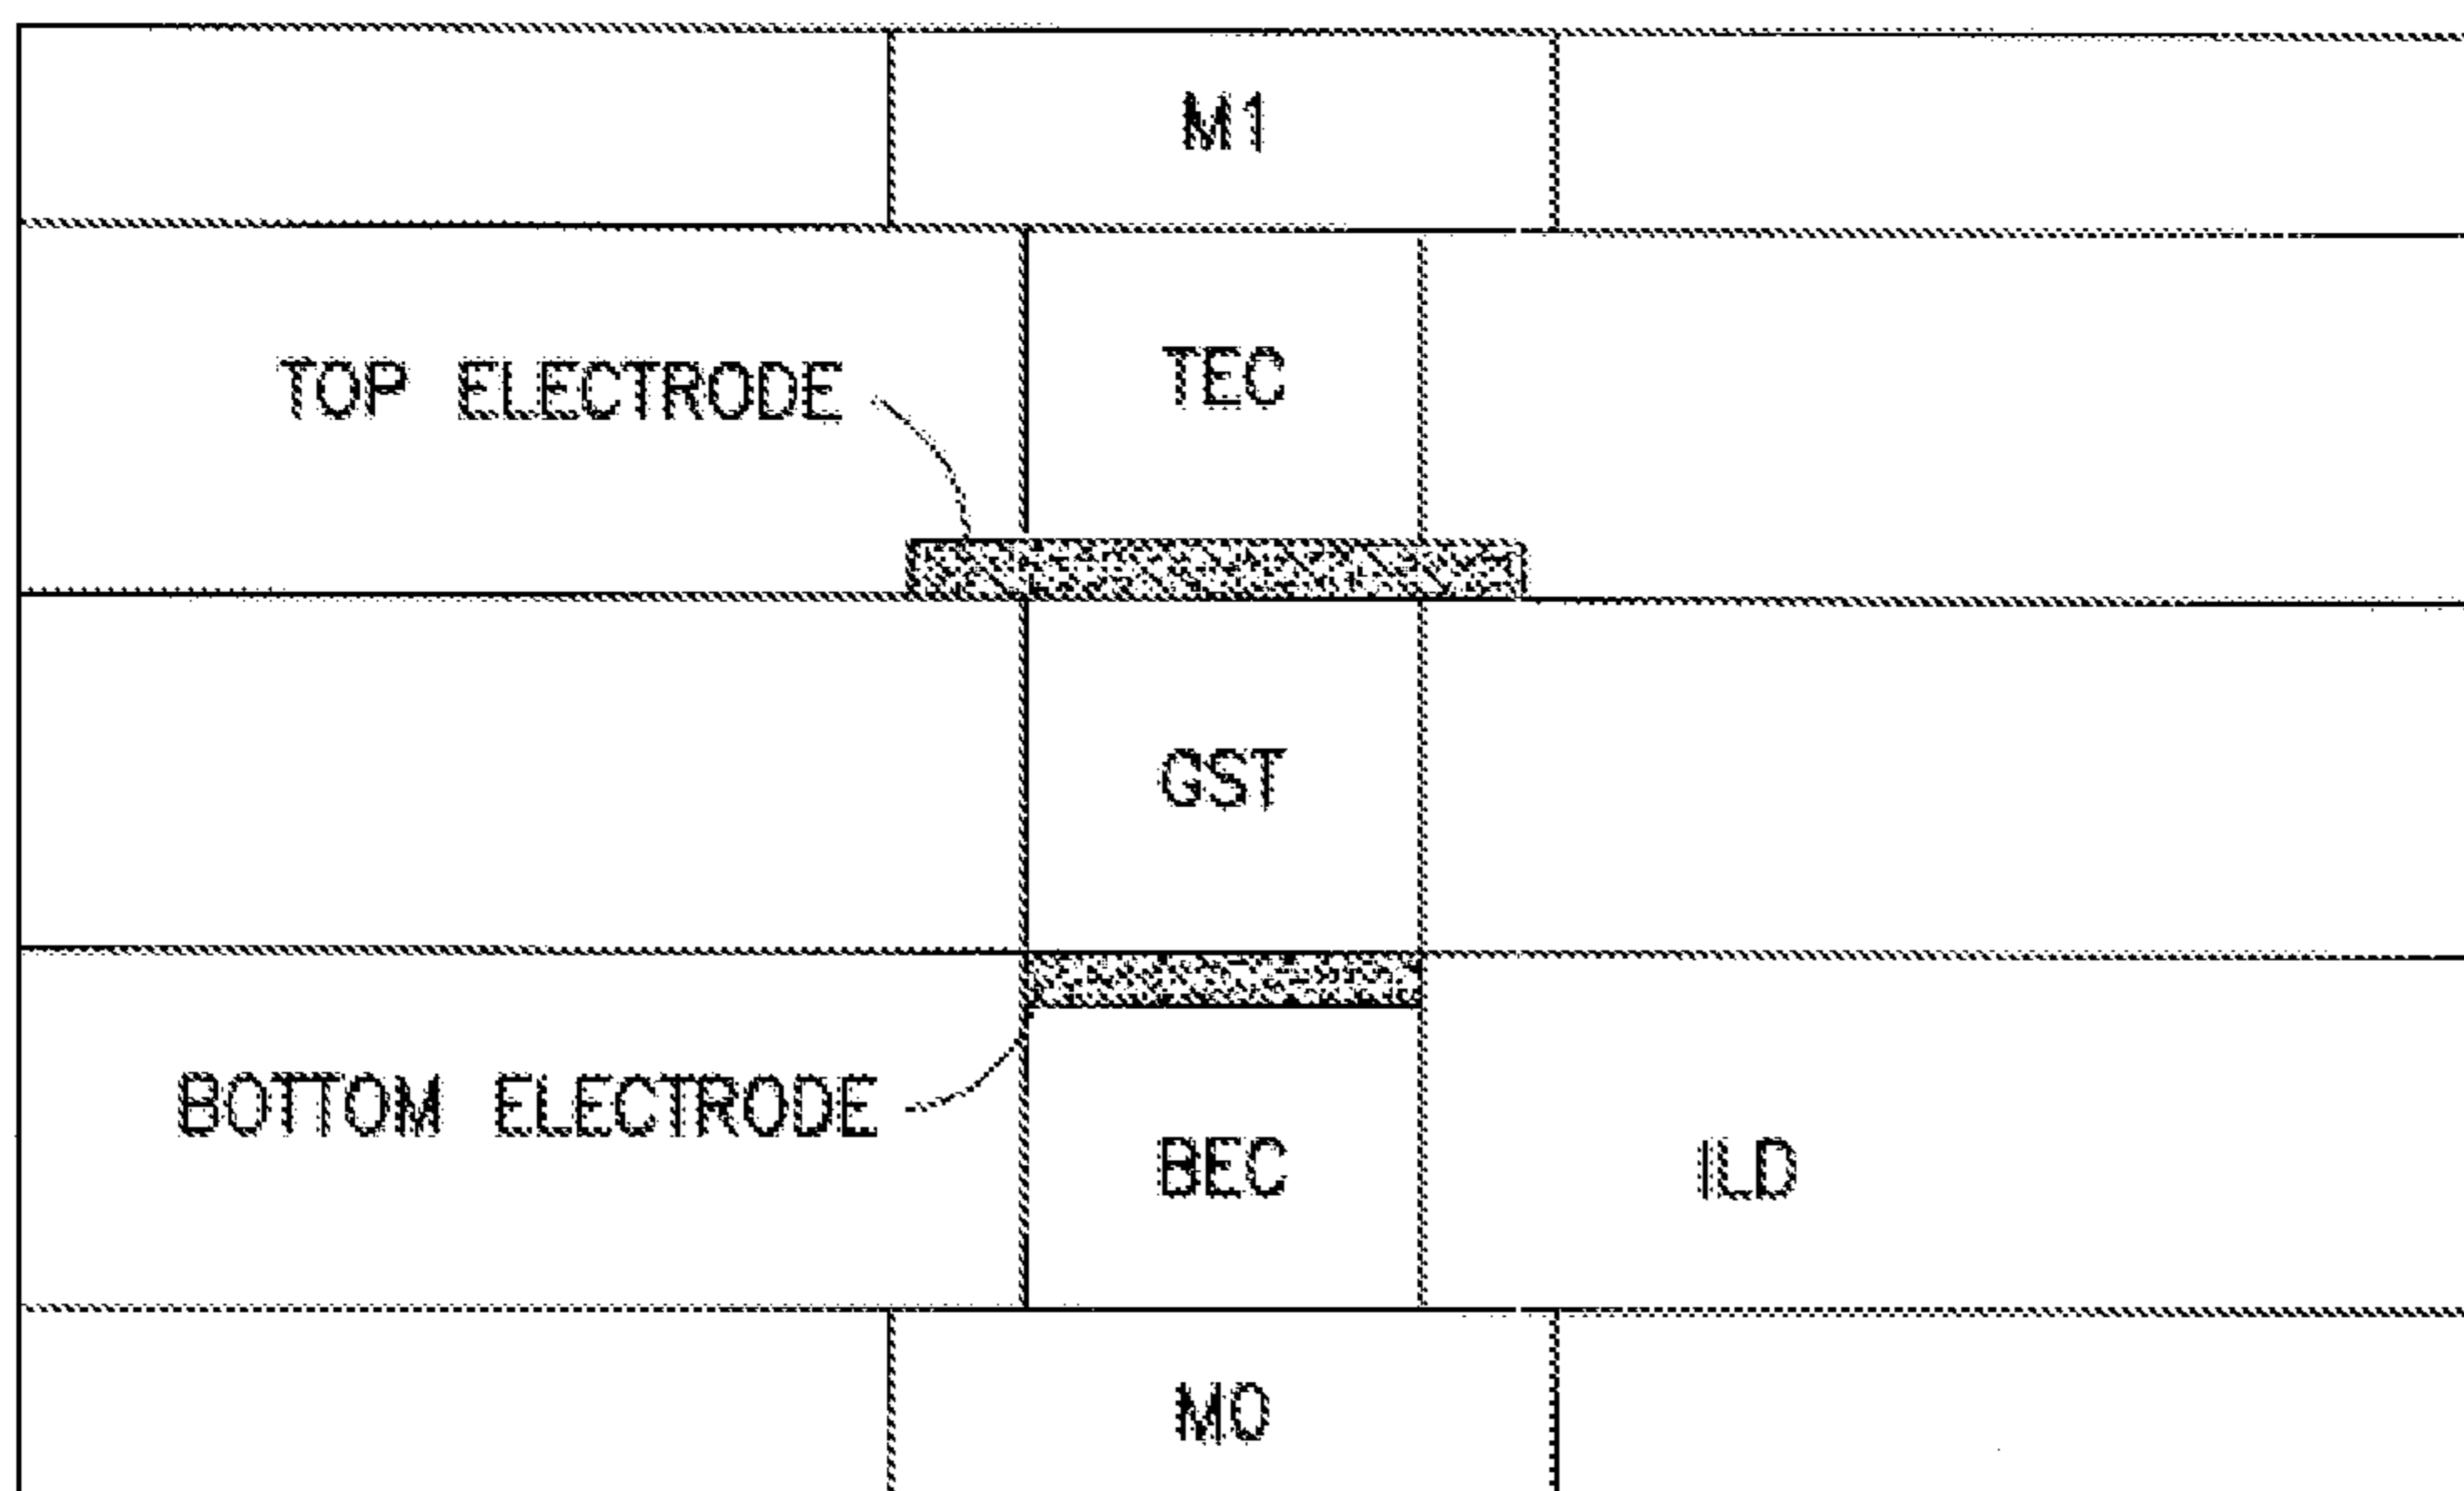 M1
TOP ELECTRODE
TEC
GST
BOTTOM ELECTRODE
BEC
ILD
M0